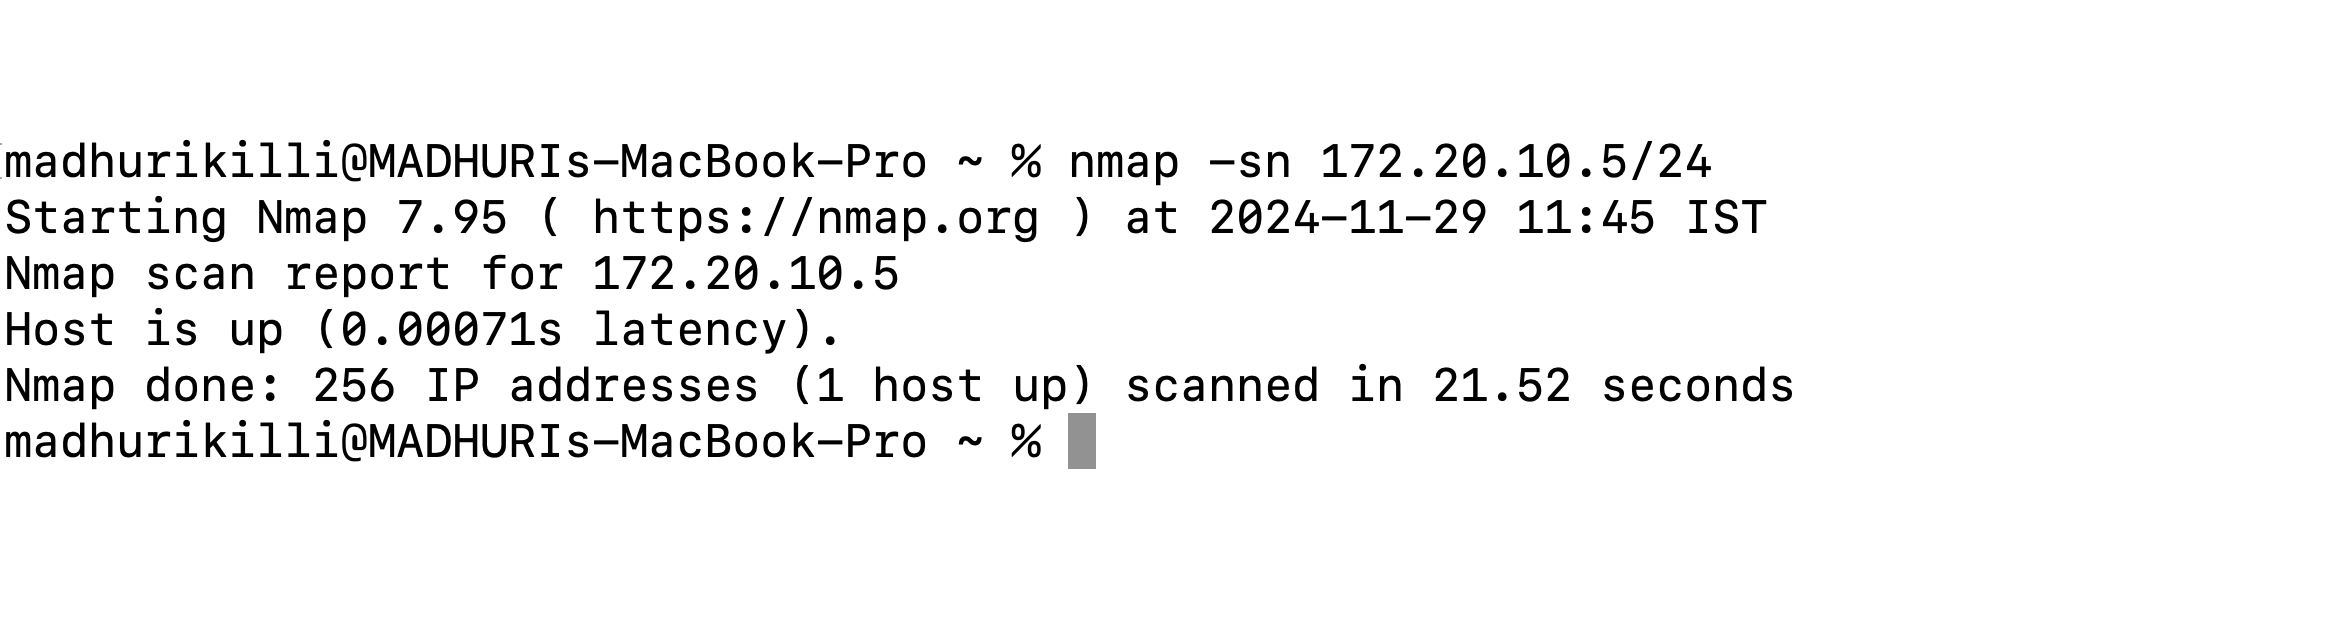 madhurikilli@MADHURIs-MacBook-Pro ~ % nmap -sn 172.20.10.5/24
Starting Nmap 7.95 ( https://nmap.org ) at 2024-11-29 11:45 IST
Nmap scan report for 172.20.10.5
Host is up (0.00071s latency).
Nmap done: 256 IP addresses (1 host up) scanned in 21.52 seconds
madhurikilli@MADHURIs-MacBook-Pro ~ %